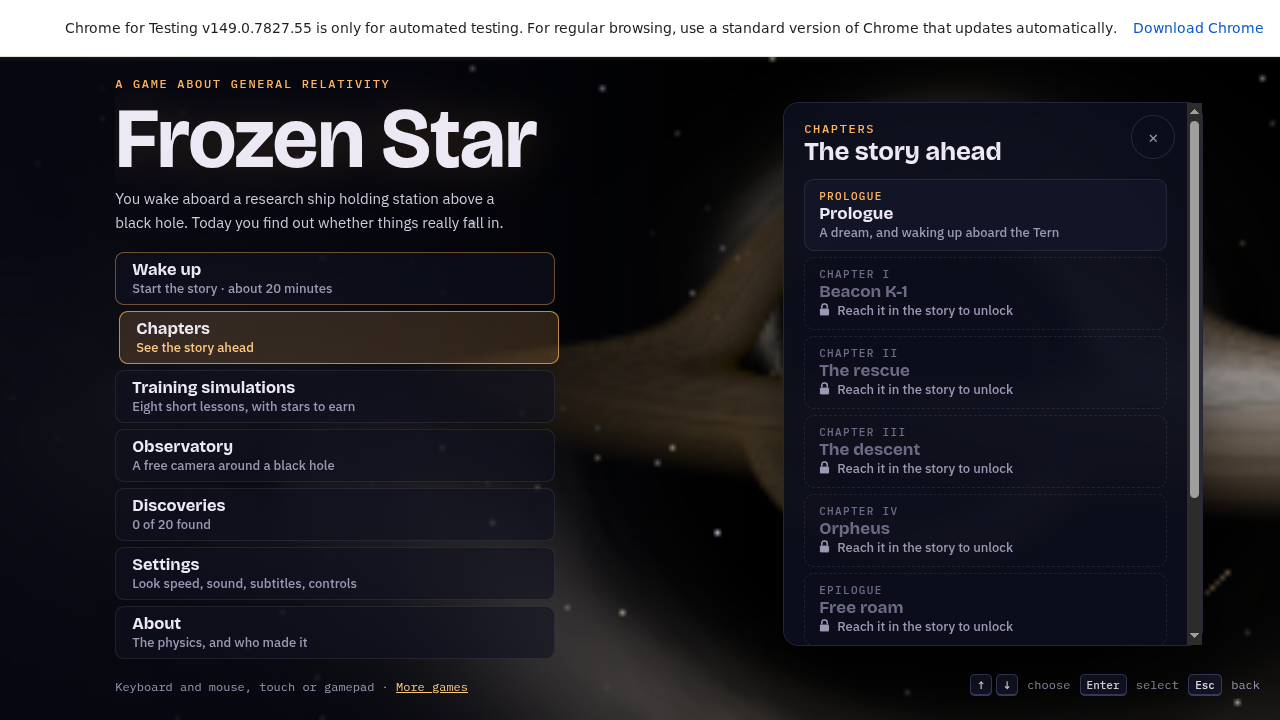 Chrome for Testing v149.0.7827.55 is only for automated testing. For regular browsing, use a standard version of Chrome that updates automatically. Download Chrome
A GAME ABOUT GENERAL RELATIVITY
Frozen Star
You wake aboard a research ship holding station above a
black hole. Today you find out whether things really fall in.
Wake up
Start the story · about 20 minutes
Chapters
See the story ahead
Training simulations
Eight short lessons, with stars to earn
Observatory
A free camera around a black hole
Discoveries
0 of 20 found
Settings
Look speed, sound, subtitles, controls
About
The physics, and who made it
Keyboard and mouse, touch or gamepad · More games
CHAPTERS
The story ahead
×
PROLOGUE
Prologue
A dream, and waking up aboard the Tern
CHAPTER I
Beacon K-1
Reach it in the story to unlock
CHAPTER II
The rescue
Reach it in the story to unlock
CHAPTER III
The descent
Reach it in the story to unlock
CHAPTER IV
Orpheus
Reach it in the story to unlock
EPILOGUE
Free roam
Reach it in the story to unlock
↑ ↓ choose Enter select Esc back